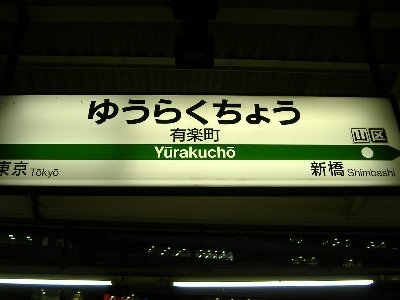 ゆうらくちょう
有楽町
山 区
Yūrakuchō
東京 Tōkyō
新橋 Shimbashi